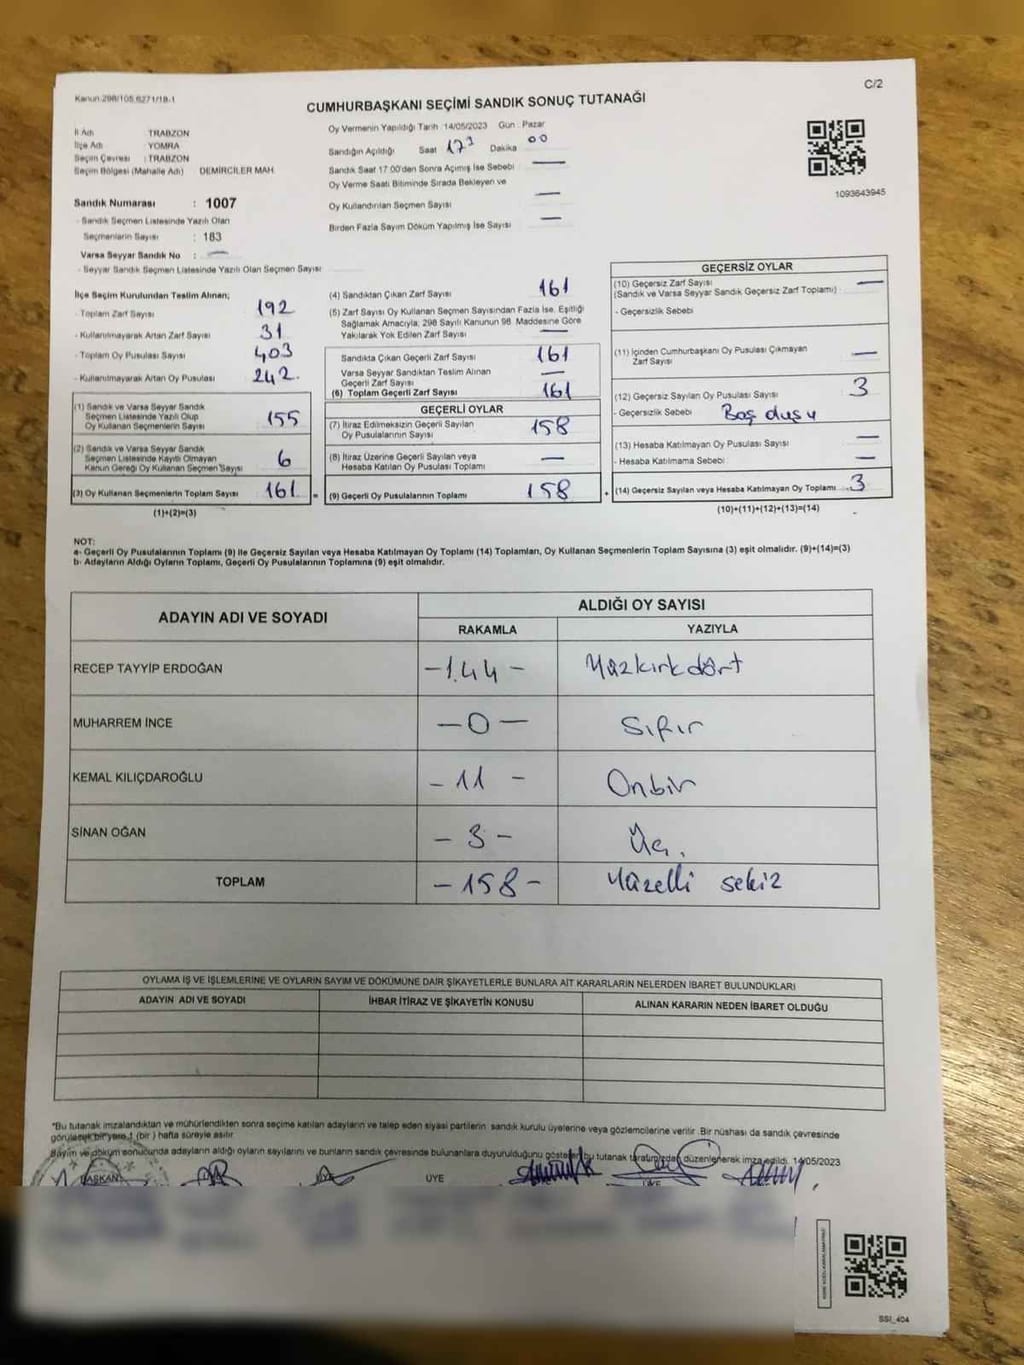 C/2
Kanun 298/105,6271/18-1
CUMHURBAŞKANI SEÇİMİ SANDIK SONUÇ TUTANAĞI
1093643945
İl Adı : TRABZON
İlçe Adı : YOMRA
Seçim Çevresi : TRABZON
Seçim Bölgesi (Mahalle Adı) DEMİRCİLER MAH.
Sandık Numarası : 1007
- Sandık Seçmen Listesinde Yazılı Olan
Seçmenlerin Sayısı : 183
Varsa Seyyar Sandık No : —
- Seyyar Sandık Seçmen Listesinde Yazılı Olan Seçmen Sayısı
Oy Vermenin Yapıldığı Tarih 14/05/2023 Gün : Pazar
Sandığın Açıldığı Saat Dakika 00
Sandık Saat 17:00'den Sonra Açılmış İse Sebebi —
Oy Verme Saati Bitiminde Sırada Bekleyen ve
Oy Kullandırılan Seçmen Sayısı —
Birden Fazla Sayım Döküm Yapılmış İse Sayısı —
İlçe Seçim Kurulundan Teslim Alınan;
- Toplam Zarf Sayısı 192
- Kullanılmayarak Artan Zarf Sayısı 31
- Toplam Oy Pusulası Sayısı 403
- Kullanılmayarak Artan Oy Pusulası 242.
(1) Sandık ve Varsa Seyyar Sandık
Seçmen Listesinde Yazılı Olup
Oy Kullanan Seçmenlerin Sayısı 155
(2) Sandık ve Varsa Seyyar Sandık
Seçmen Listesinde Kayıtlı Olmayan
Kanun Gereği Oy Kullanan Seçmen Sayısı 6
(3) Oy Kullanan Seçmenlerin Toplam Sayısı 161 =
(1)+(2)=(3)
(4) Sandıktan Çıkan Zarf Sayısı 161
(5) Zarf Sayısı Oy Kullanan Seçmen Sayısından Fazla İse, Eşitliği
Sağlamak Amacıyla; 298 Sayılı Kanunun 98. Maddesine Göre
Yakılarak Yok Edilen Zarf Sayısı —
Sandıkta Çıkan Geçerli Zarf Sayısı 161
Varsa Seyyar Sandıktan Teslim Alınan
Geçerli Zarf Sayısı —
(6) Toplam Geçerli Zarf Sayısı 161
GEÇERLİ OYLAR
(7) İtiraz Edilmeksizin Geçerli Sayılan
Oy Pusulalarının Sayısı 158
(8) İtiraz Üzerine Geçerli Sayılan veya
Hesaba Katılan Oy Pusulası Toplamı —
(9) Geçerli Oy Pusulalarının Toplamı 158 +
GEÇERSİZ OYLAR
(10) Geçersiz Zarf Sayısı —
(Sandık ve Varsa Seyyar Sandık Geçersiz Zarf Toplamı)
- Geçersizlik Sebebi
(11) İçinden Cumhurbaşkanı Oy Pusulası Çıkmayan
Zarf Sayısı —
(12) Geçersiz Sayılan Oy Pusulası Sayısı 3
- Geçersizlik Sebebi Boş
(13) Hesaba Katılmayan Oy Pusulası Sayısı —
- Hesaba Katılmama Sebebi —
(14) Geçersiz Sayılan veya Hesaba Katılmayan Oy Toplamı 3
(10)+(11)+(12)+(13)=(14)
NOT:
a- Geçerli Oy Pusulalarının Toplamı (9) ile Geçersiz Sayılan veya Hesaba Katılmayan Oy Toplamı (14) Toplamları, Oy Kullanan Seçmenlerin Toplam Sayısına (3) eşit olmalıdır. (9)+(14)=(3)
b- Adayların Aldığı Oyların Toplamı, Geçerli Oy Pusulalarının Toplamına (9) eşit olmalıdır.
ADAYIN ADI VE SOYADI
ALDIĞI OY SAYISI
RAKAMLA YAZIYLA
RECEP TAYYİP ERDOĞAN -144- Yüzkırkdört
MUHARREM İNCE -0- Sıfır
KEMAL KILIÇDAROĞLU -11- Onbir
SİNAN OĞAN -3- Üç.
TOPLAM -158- Yüzelli sekiz
OYLAMA İŞ VE İŞLEMLERİNE VE OYLARIN SAYIM VE DÖKÜMÜNE DAİR ŞİKAYETLERLE BUNLARA AİT KARARLARIN NELERDEN İBARET BULUNDUKLARI
ADAYIN ADI VE SOYADI İHBAR İTİRAZ VE ŞİKAYETİN KONUSU ALINAN KARARIN NEDEN İBARET OLDUĞU
*Bu tutanak imzalandıktan ve mühürlendikten sonra seçime katılan adayların ve talep eden siyasi partilerin sandık kurulu üyelerine veya gözlemcilerine verilir. Bir nüshası da sandık çevresinde
görülecek bir yere 1 (bir) hafta süreyle asılır.
Sayım ve döküm sonucunda adayların aldığı oyların sayılarını ve bunların sandık çevresinde bulunanlara duyurulduğunu gösteren bu tutanak tarafımızdan düzenlenerek imza edildi. 14/05/2023
BAŞKAN ÜYE ÜYE ÜYE
SSI_404